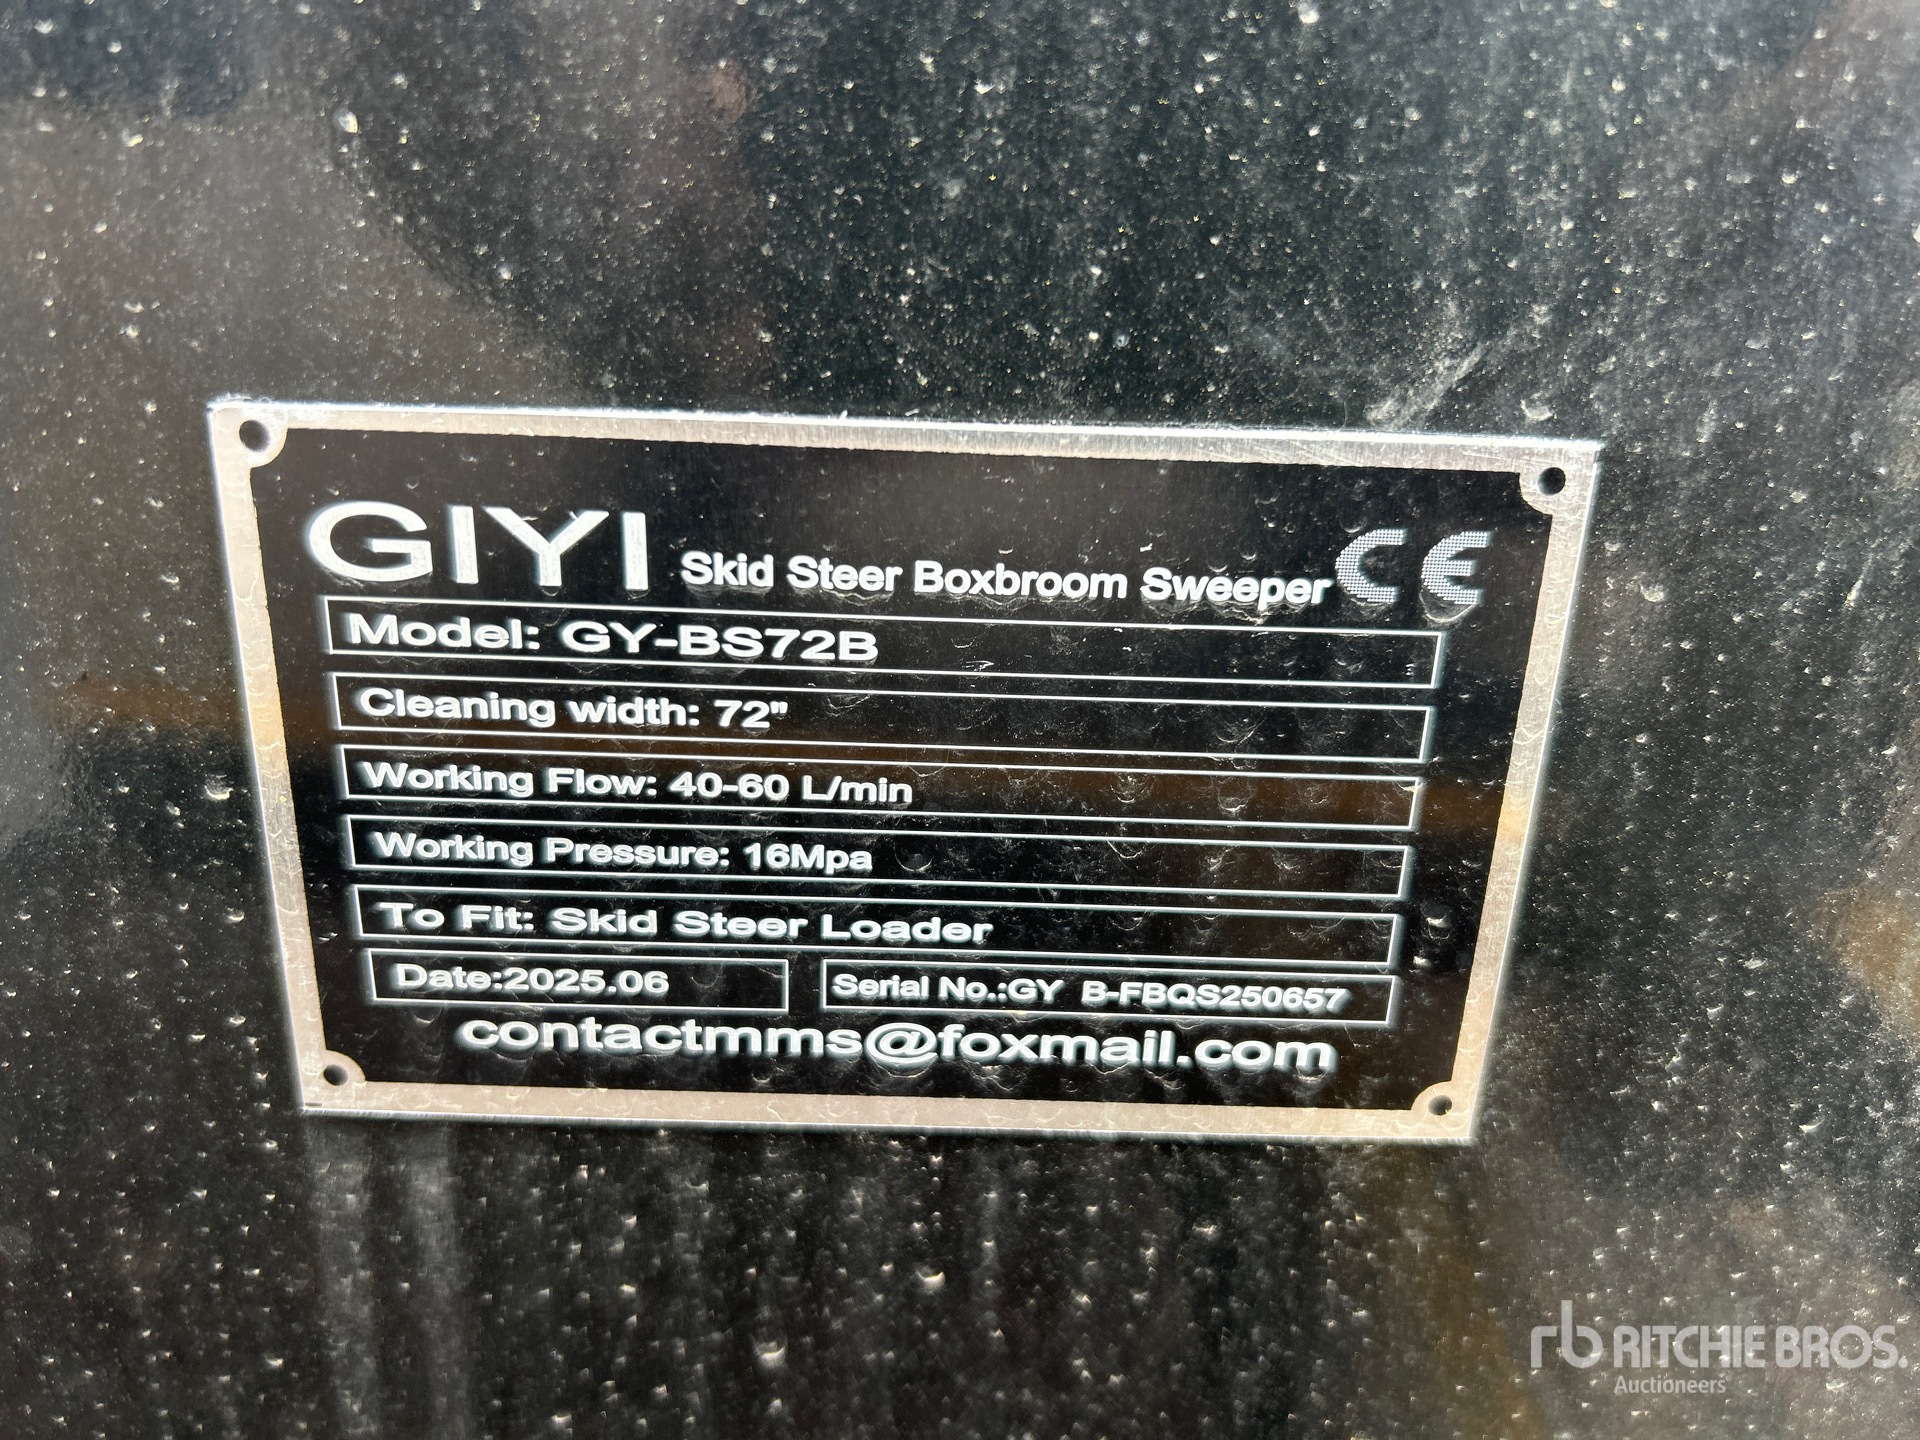 GIYI Skid Steer Boxbroom Sweeper CE
Model: GY-BS72B
Cleaning width: 72"
Working Flow: 40-60 L/min
Working Pressure: 16Mpa
To Fit: Skid Steer Loader
Date:2025.06 Serial No.:GY B-FBQS250657
contactmms@foxmail.com
rb RITCHIE BROS.
Auctioneers